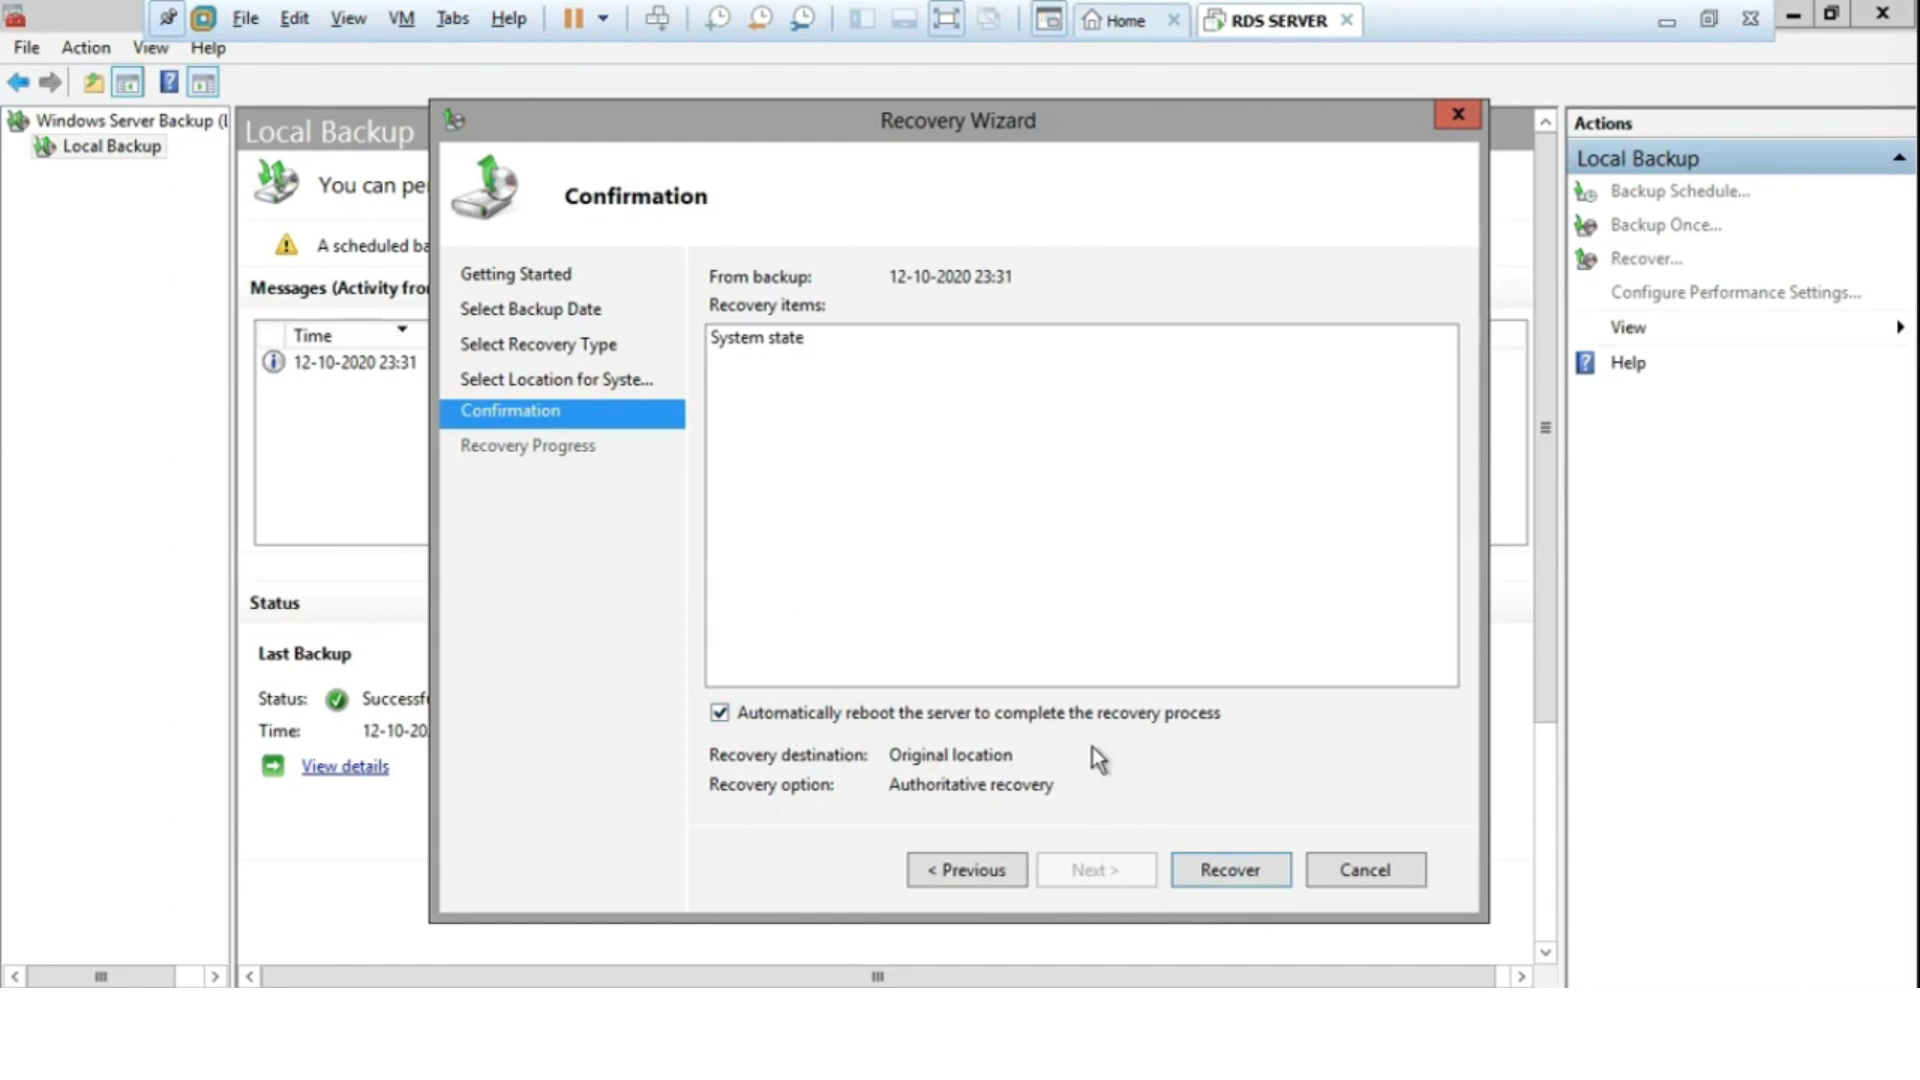 File Edit View VM Tabs Help Home RDS SERVER
File Action View Help
Windows Server Backup (L
Local Backup
Local Backup
You can pe
A scheduled ba
Messages (Activity fro
Time
12-10-2020 23:31
Status
Last Backup
Status: Successf
Time: 12-10-20
View details
Recovery Wizard
Confirmation
Getting Started
Select Backup Date
Select Recovery Type
Select Location for Syste...
Confirmation
Recovery Progress
From backup: 12-10-2020 23:31
Recovery items:
System state
Automatically reboot the server to complete the recovery process
Recovery destination: Original location
Recovery option: Authoritative recovery
< Previous Next > Recover Cancel
Actions
Local Backup
Backup Schedule...
Backup Once...
Recover...
Configure Performance Settings...
View
Help